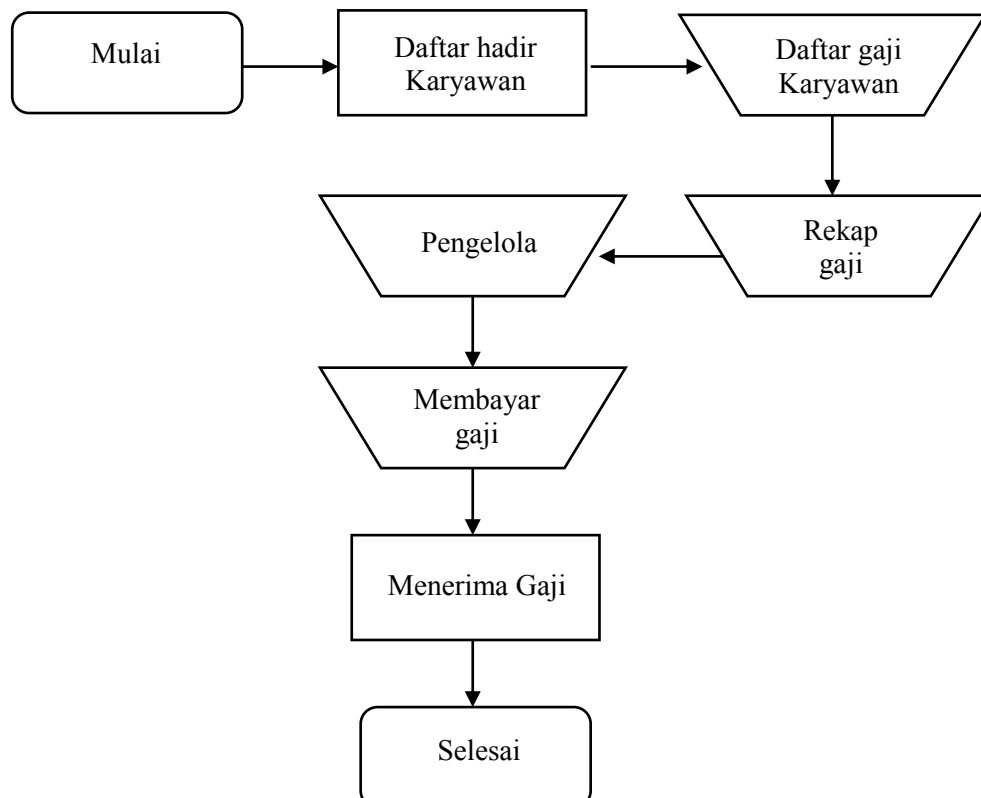 Mulai
Daftar hadir
Karyawan
Daftar gaji
Karyawan
Rekap
gaji
Pengelola
Membayar
gaji
Menerima Gaji
Selesai